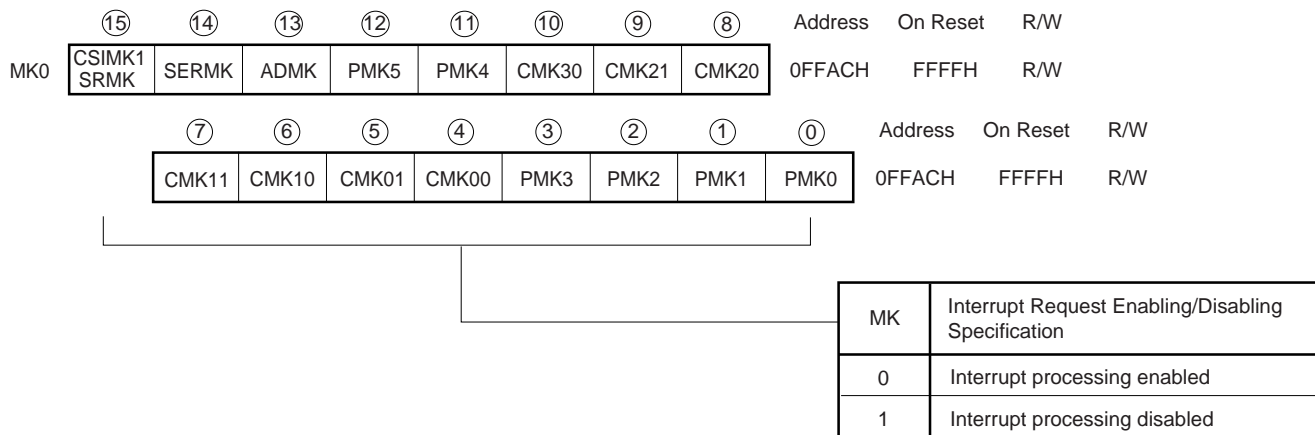 15 14 13 12 11 10 9 8 Address On Reset R/W
MK0 CSIMK1 SRMK SERMK ADMK PMK5 PMK4 CMK30 CMK21 CMK20 0FFACH FFFFH R/W
7 6 5 4 3 2 1 0 Address On Reset R/W
CMK11 CMK10 CMK01 CMK00 PMK3 PMK2 PMK1 PMK0 0FFACH FFFFH R/W
MK Interrupt Request Enabling/Disabling
Specification
0 Interrupt processing enabled
1 Interrupt processing disabled